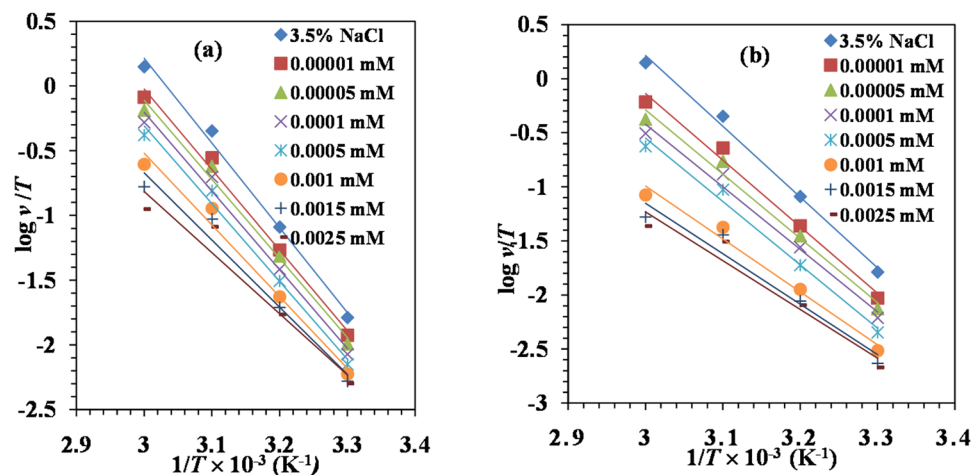 (a)
log v/T
0.5
0
-0.5
-1
-1.5
-2
-2.5
2.9
3
3.1
3.2
3.3
3.4
1/T × 10⁻³ (K⁻¹)
3.5% NaCl
0.00001 mM
0.00005 mM
0.0001 mM
0.0005 mM
0.001 mM
0.0015 mM
0.0025 mM
(b)
log v/T
0.5
0
-0.5
-1
-1.5
-2
-2.5
-3
2.9
3
3.1
3.2
3.3
3.4
1/T × 10⁻³ (K⁻¹)
3.5% NaCl
0.00001 mM
0.00005 mM
0.0001 mM
0.0005 mM
0.001 mM
0.0015 mM
0.0025 mM